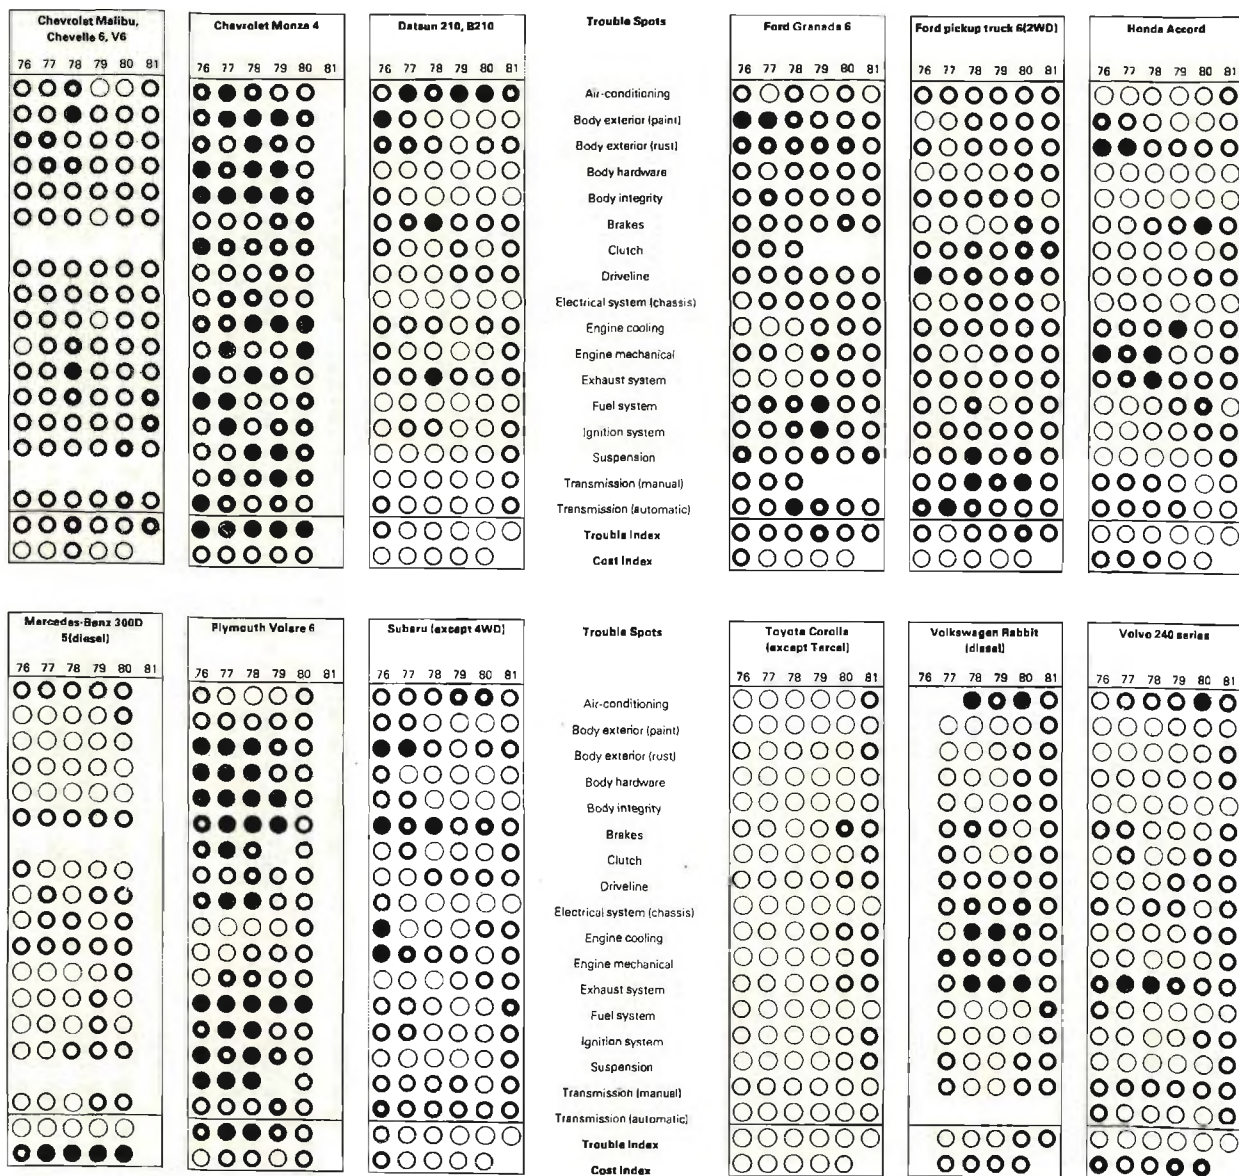 Chevrolet Malibu,
Chevelle 6, V6
76 77 78 79 80 81
Chevrolet Monza 4
76 77 78 79 80 81
Datsun 210, B210
76 77 78 79 80 81
Trouble Spots
Air-conditioning
Body exterior (paint)
Body exterior (rust)
Body hardware
Body integrity
Brakes
Clutch
Driveline
Electrical system (chassis)
Engine cooling
Engine mechanical
Exhaust system
Fuel system
Ignition system
Suspension
Transmission (manual)
Transmission (automatic)
Trouble Index
Cost Index
Ford Granada 6
76 77 78 79 80 81
Ford pickup truck 6(2WD)
76 77 78 79 80 81
Honda Accord
76 77 78 79 80 81
Mercedes-Benz 300D
5(diesel)
76 77 78 79 80 81
Plymouth Volare 6
76 77 78 79 80 81
Subaru (except 4WD)
76 77 78 79 80 81
Trouble Spots
Air-conditioning
Body exterior (paint)
Body exterior (rust)
Body hardware
Body integrity
Brakes
Clutch
Driveline
Electrical system (chassis)
Engine cooling
Engine mechanical
Exhaust system
Fuel system
Ignition system
Suspension
Transmission (manual)
Transmission (automatic)
Trouble Index
Cost Index
Toyota Corolla
(except Tercel)
76 77 78 79 80 81
Volkswagen Rabbit
(diesel)
76 77 78 79 80 81
Volvo 240 series
76 77 78 79 80 81